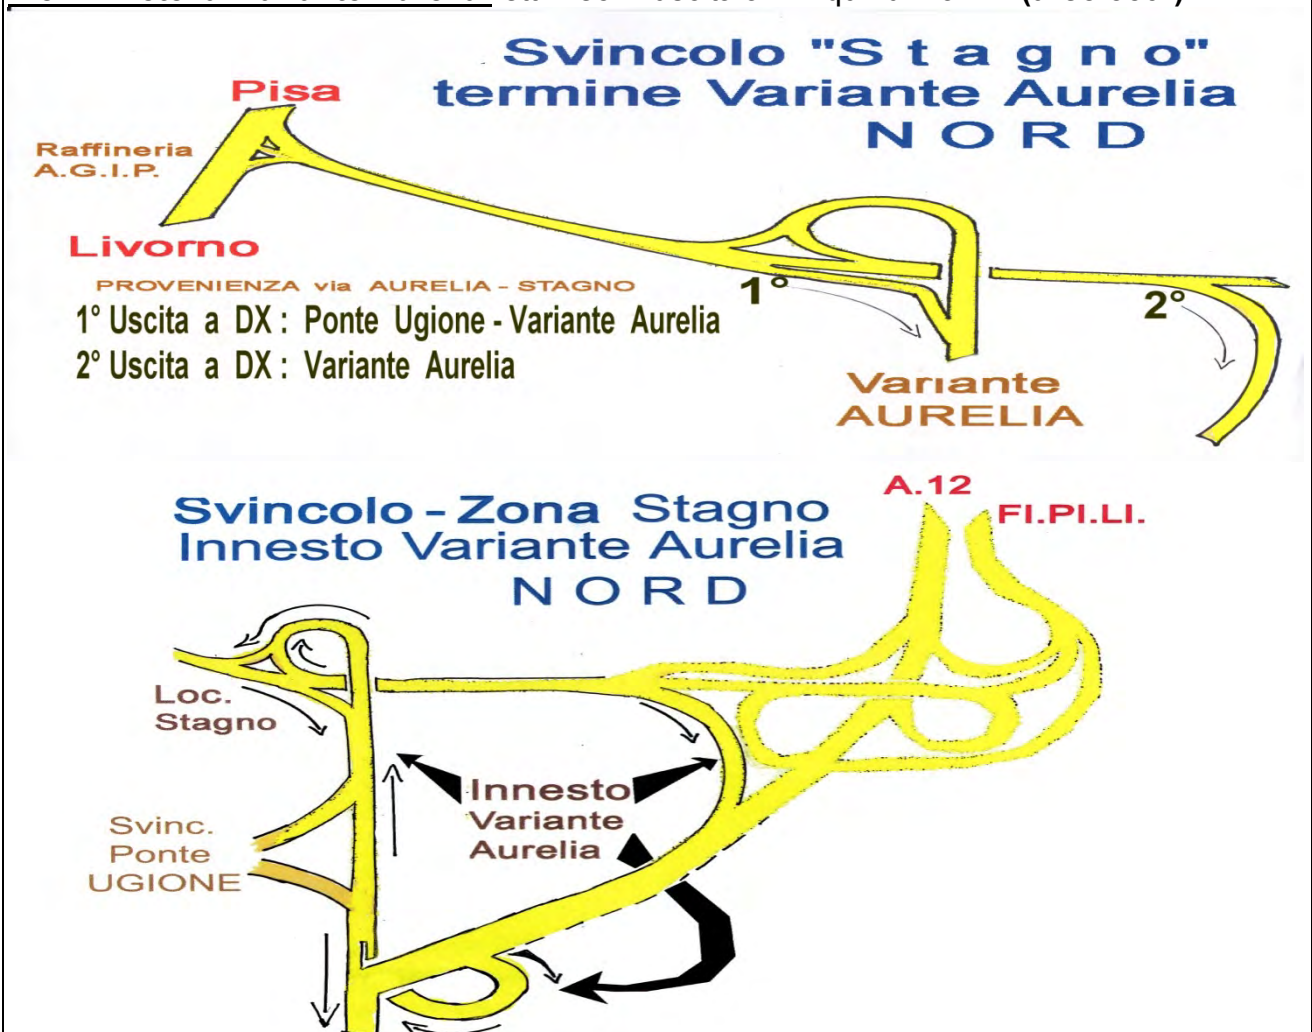 Svincolo "S t a g n o"
termine Variante Aurelia
N O R D
Pisa
Raffineria
A.G.I.P.
Livorno
PROVENIENZA via AURELIA - STAGNO
1° Uscita a DX : Ponte Ugione - Variante Aurelia
2° Uscita a DX : Variante Aurelia
1°
2°
Variante
AURELIA
A.12
FI.PI.LI.
Svincolo - Zona Stagno
Innesto Variante Aurelia
N O R D
Loc.
Stagno
Innesto
Variante
Aurelia
Svinc.
Ponte
UGIONE